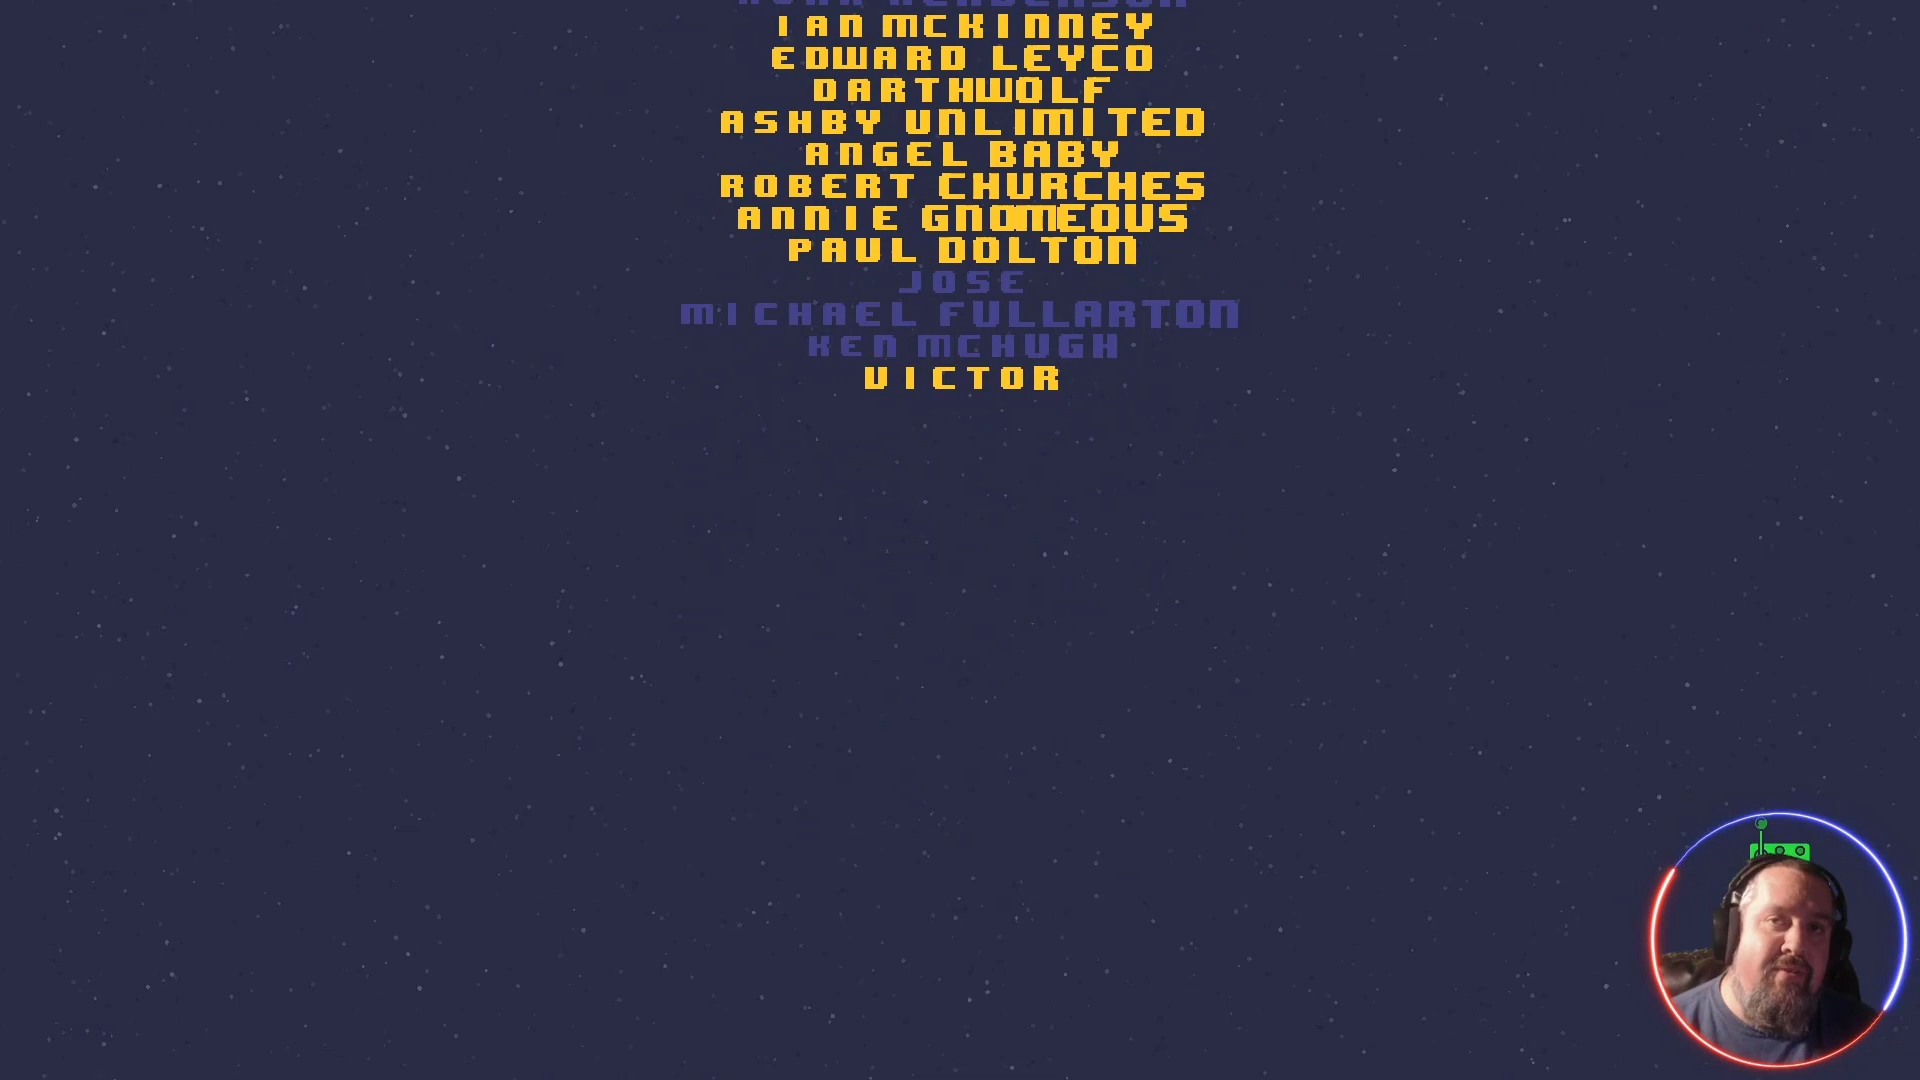 IAN MCKINNEY
EDWARD LEYCO
DARTHWOLF
ASHBY UNLIMITED
ANGEL BABY
ROBERT CHURCHES
ANNIE GNOMEOUS
PAUL DOLTON
JOSE
MICHAEL FULLARTON
KEN MCHUGH
VICTOR